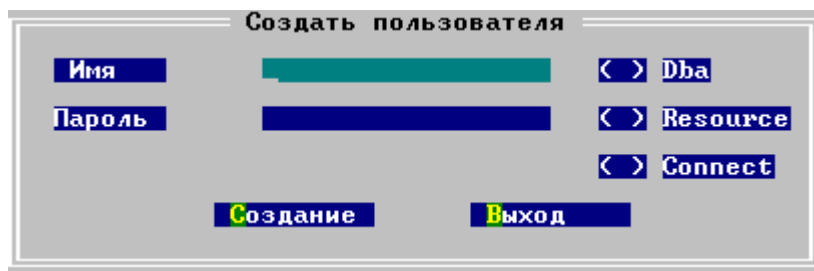 Создать пользователя
Имя < > Dba
Пароль < > Resource
< > Connect
Создание Выход